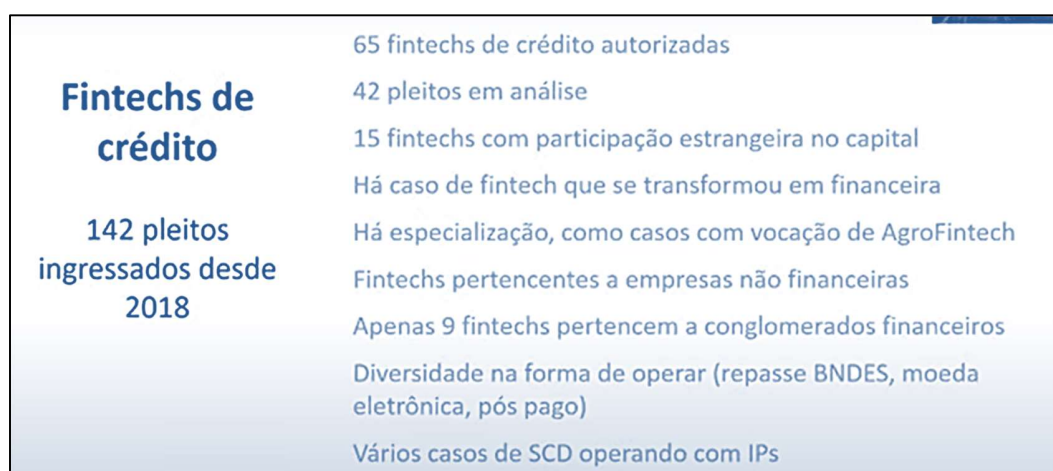 Fintechs de
crédito
142 pleitos
ingressados desde
2018
65 fintechs de crédito autorizadas
42 pleitos em análise
15 fintechs com participação estrangeira no capital
Há caso de fintech que se transformou em financeira
Há especialização, como casos com vocação de AgroFintech
Fintechs pertencentes a empresas não financeiras
Apenas 9 fintechs pertencem a conglomerados financeiros
Diversidade na forma de operar (repasse BNDES, moeda
eletrônica, pós pago)
Vários casos de SCD operando com IPs